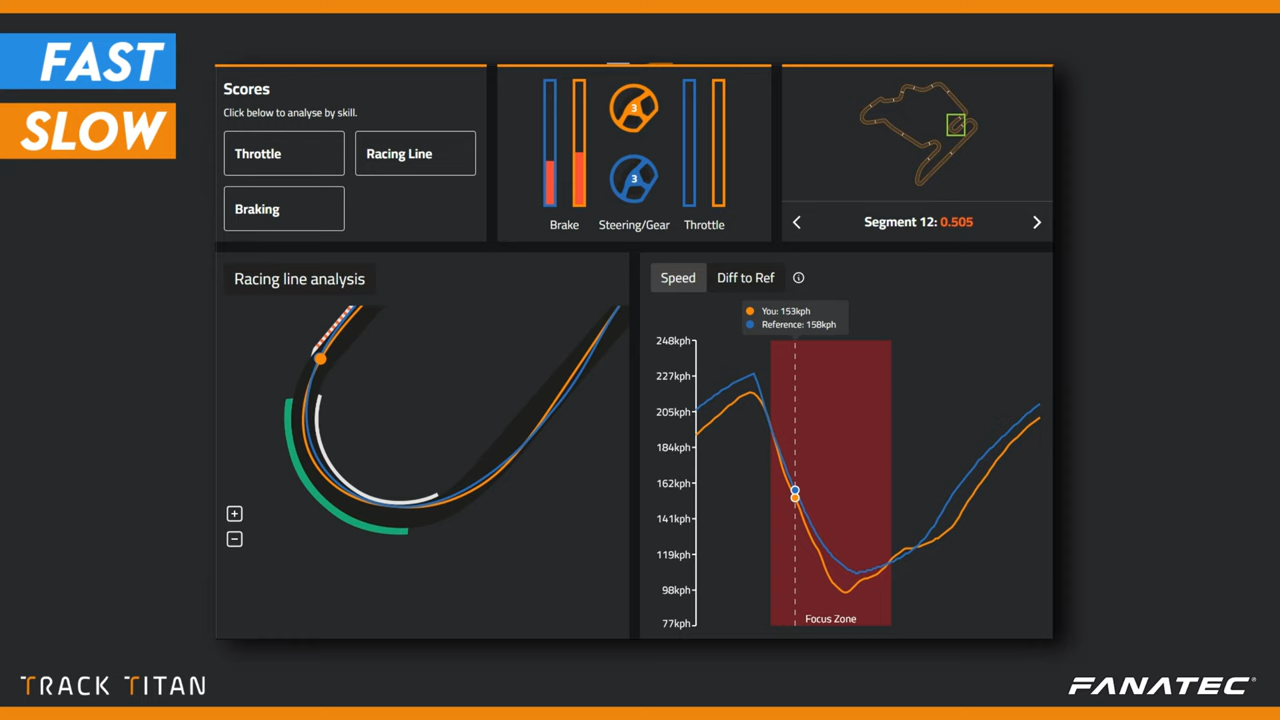 FAST
SLOW
Scores
Click below to analyse by skill.
Throttle
Racing Line
Braking
3
3
Brake
Steering/Gear
Throttle
Segment 12: 0.505
Racing line analysis
Speed
Diff to Ref
You: 153kph
Reference: 158kph
248kph
227kph
205kph
184kph
162kph
141kph
119kph
98kph
77kph
Focus Zone
TRACK TITAN
FANATEC